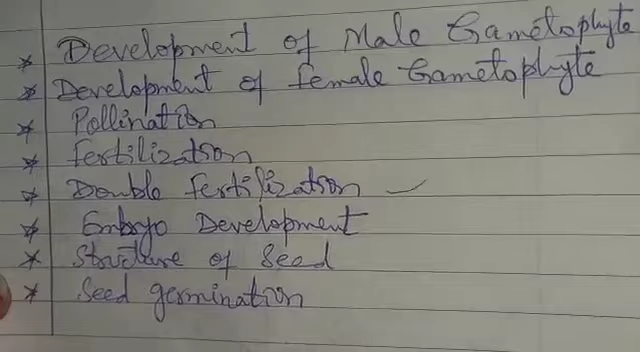 * Development of Male Gametophyte
* Development of female Gametophyte
* Pollination
* fertilization
* Double fertilization ✓
* Embryo Development
* Structure of Seed
* Seed germination